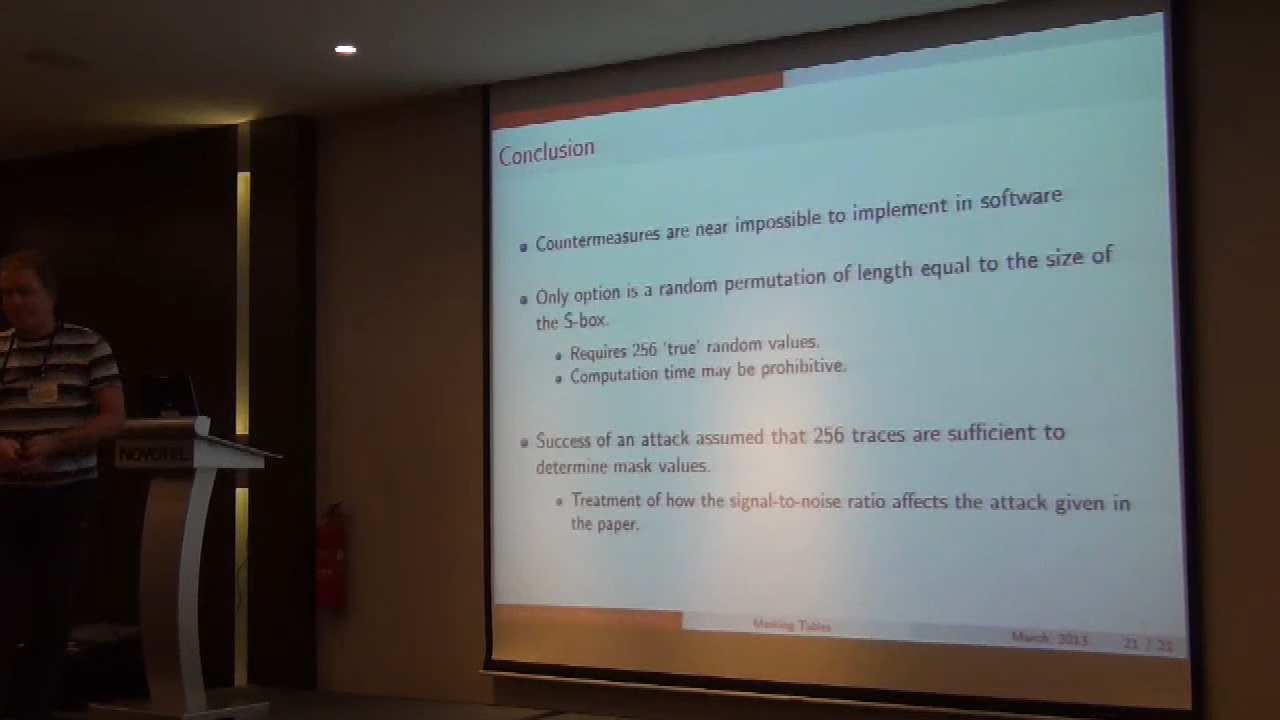 Conclusion
• Countermeasures are near impossible to implement in software
• Only option is a random permutation of length equal to the size of
the S-box.
• Requires 256 'true' random values.
• Computation time may be prohibitive.
• Success of an attack assumed that 256 traces are sufficient to
determine mask values.
• Treatment of how the signal-to-noise ratio affects the attack given in
the paper.
Masking Tables
March, 2013
21 / 21
NOVOTEL